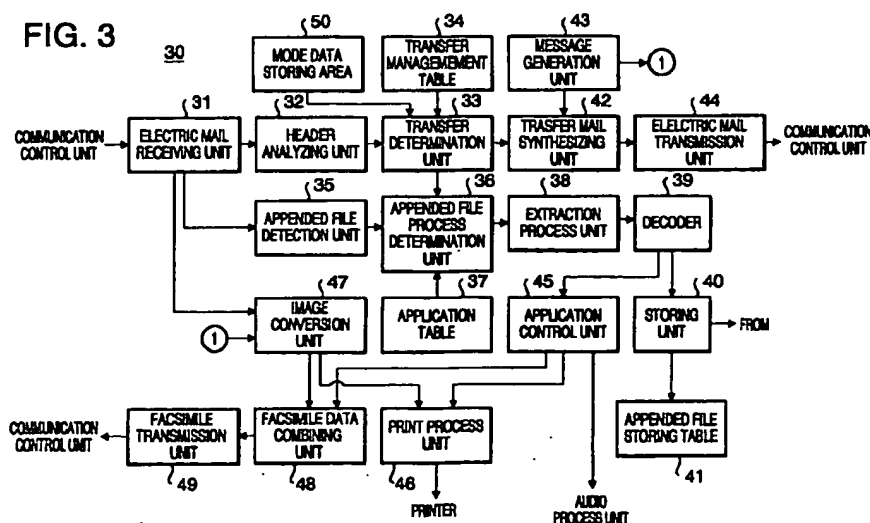 FIG. 3
30
50
MODE DATA
STORING AREA
34
TRANSFER
MANAGEMEMENT
TABLE
43
MESSAGE
GENERATION
UNIT
1
COMMUNICATION
CONTROL UNIT
31
ELECTRIC MAIL
RECEIVING UNIT
32
HEADER
ANALYZING UNIT
33
TRANSFER
DETERMINATION
UNIT
42
TRASFER MAIL
SYNTHESIZING
UNIT
44
ELELCTRIC MAIL
TRANSMISSION
UNIT
COMMUNICATION
CONTROL UNIT
35
APPENDED FILE
DETECTION UNIT
36
APPENDED FILE
PROCESS
DETERMINATION
UNIT
38
EXTRACTION
PROCESS UNIT
39
DECODER
47
IMAGE
CONVERSION
UNIT
1
37
APPLICATION
TABLE
45
APPLICATION
CONTROL UNIT
40
STORING
UNIT
FROM
COMMUNICATION
CONTROL UNIT
FACSIMILE
TRANSMISSION
UNIT
49
FACSIMILE DATA
COMBINING
UNIT
48
PRINT PROCESS
UNIT
46
APPENDED FILE
STORING TABLE
41
PRINTER
AUDIO
PROCESS UNIT